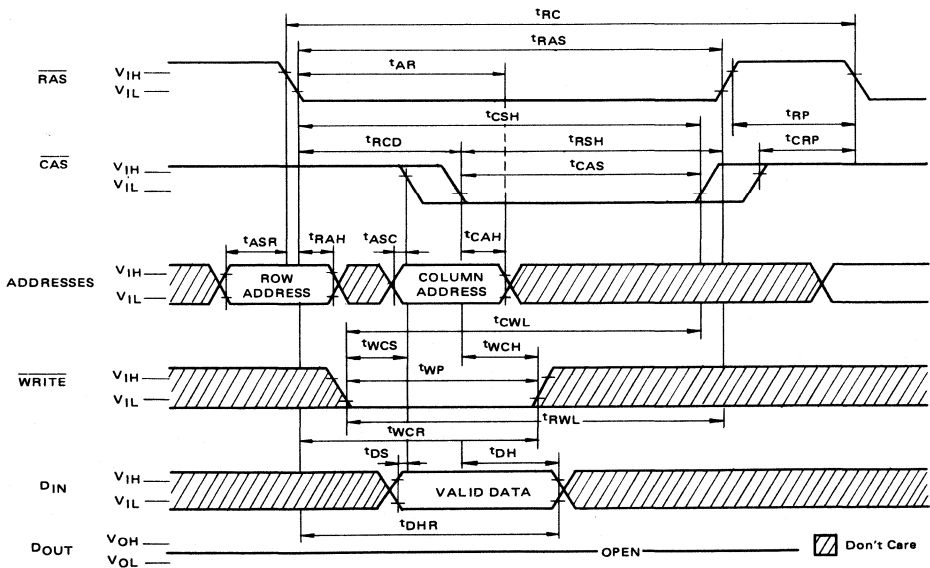 tRC
tRAS
tAR
RAS
VIH
VIL
tCSH
tRP
tRCD
tRSH
tCRP
CAS
VIH
VIL
tCAS
tASR
tRAH
tASC
tCAH
ADDRESSES
VIH
VIL
ROW
ADDRESS
COLUMN
ADDRESS
tCWL
tWCS
tWCH
WRITE
VIH
VIL
tWP
tRWL
tWCR
tDS
tDH
DIN
VIH
VIL
VALID DATA
tDHR
DOUT
VOH
VOL
OPEN
Don't Care